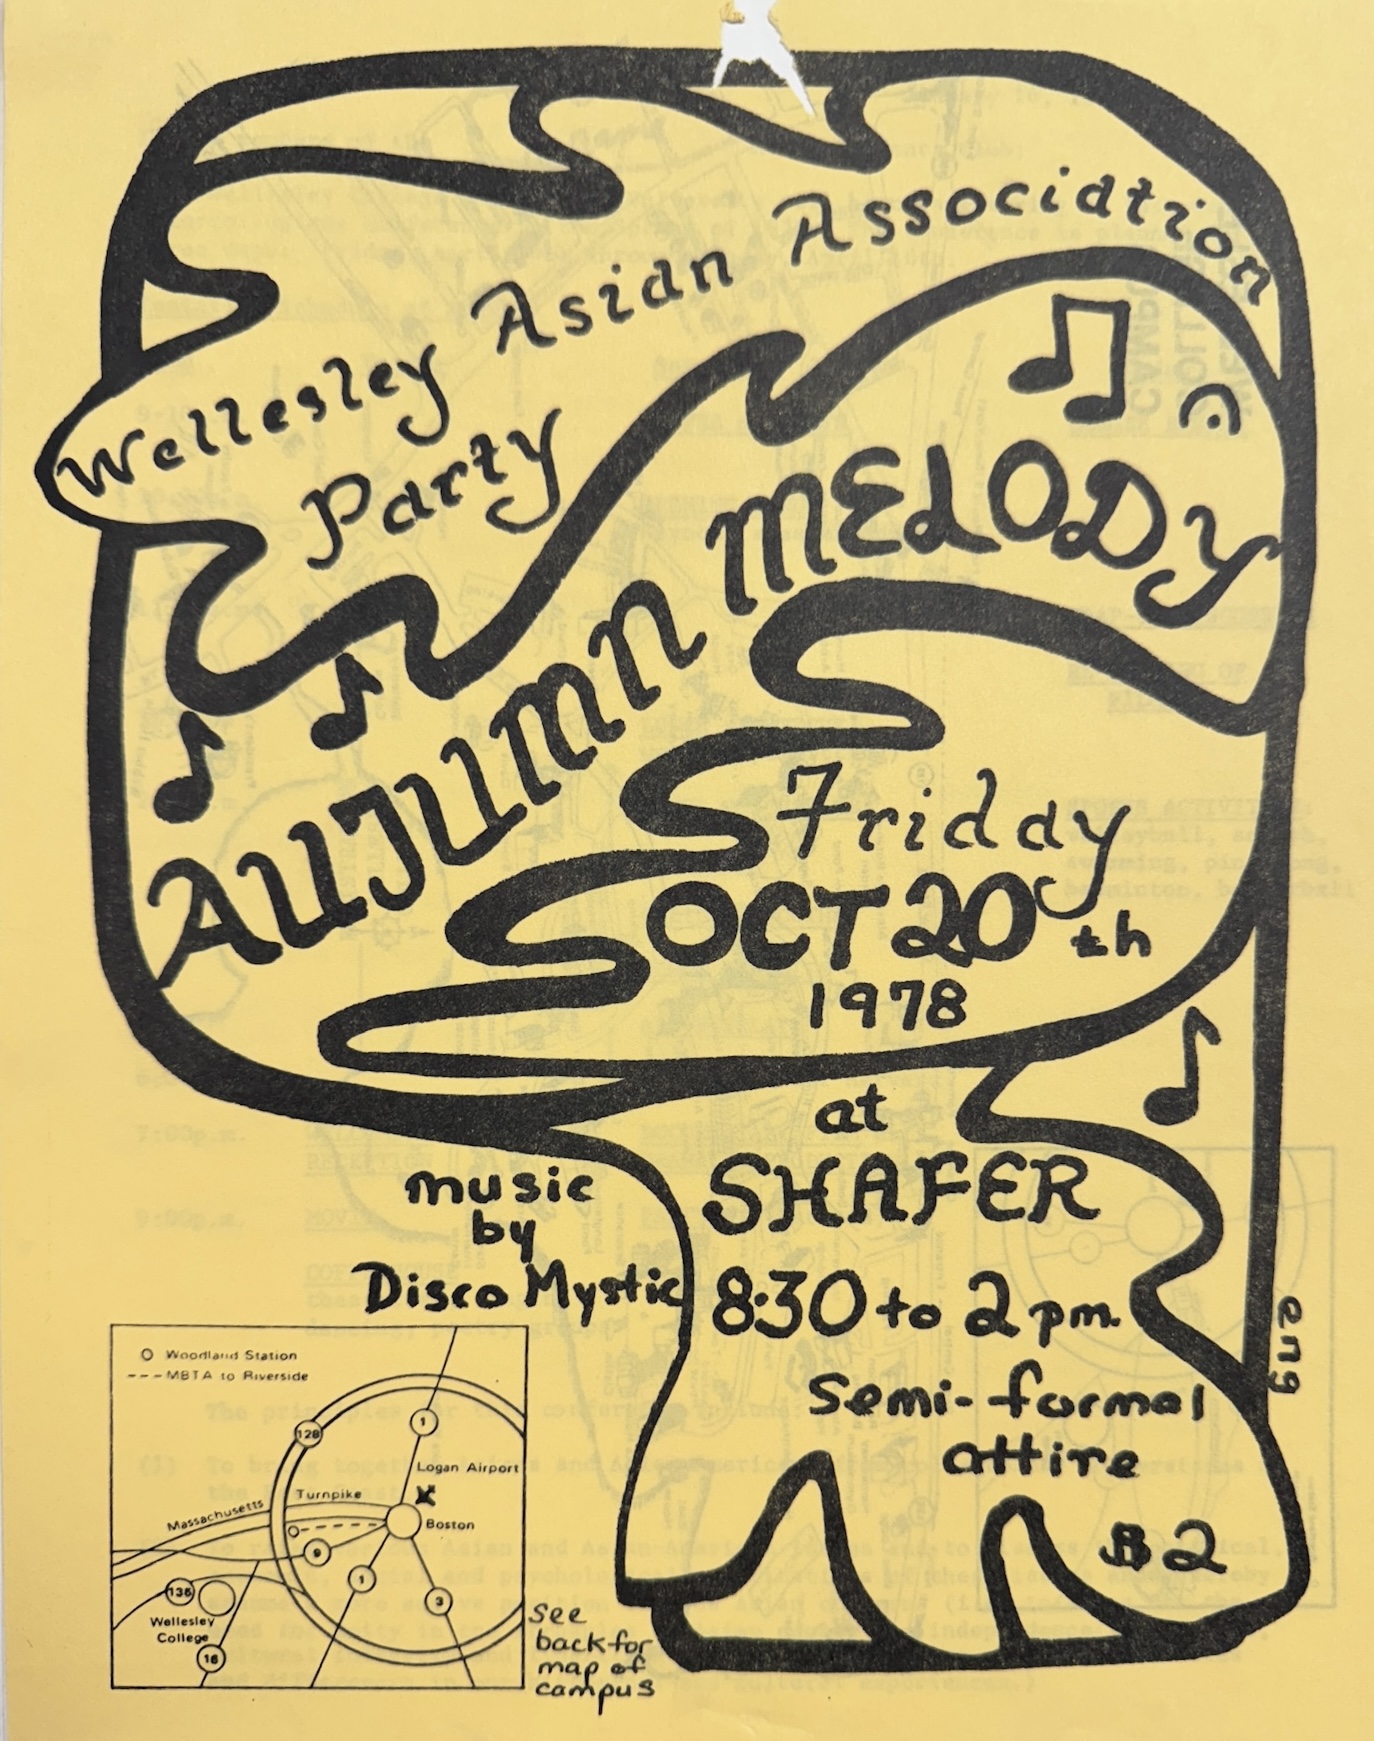 Wellesley Asian Association
Party
AUTUMN MELODY
Friday
OCT 20th
1978
at
SHAFER
8:30 to 2 pm.
semi-formal
attire
$2
music
by
Disco Mystic
eng
Woodland Station
---MBTA to Riverside
128
1
Logan Airport
Turnpike
Massachusetts
Boston
9
1
3
135
Wellesley
College
16
see
back for
map of
campus